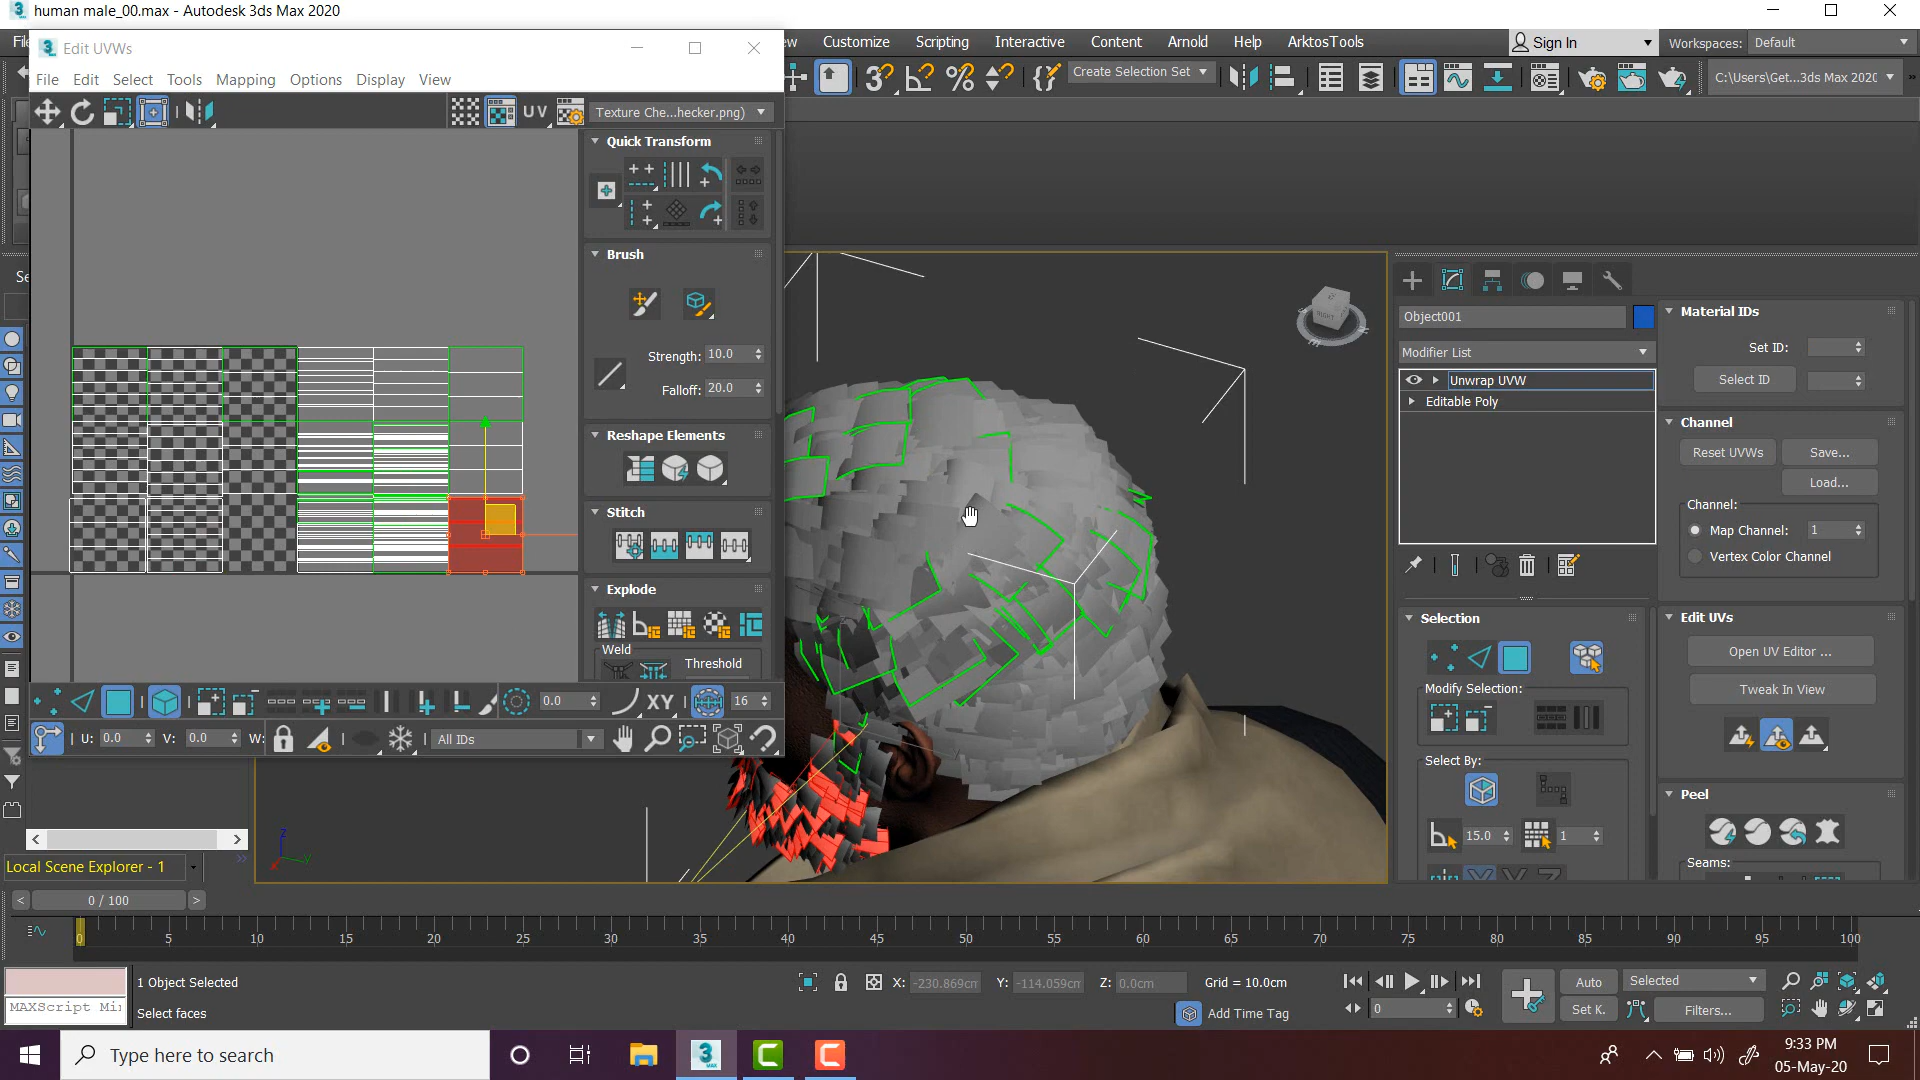 human male_00.max - Autodesk 3ds Max 2020
Edit UVWs
Customize Scripting Interactive Content Arnold Help ArktosTools
Sign In
Workspaces: Default
File Edit Select Tools Mapping Options Display View
Create Selection Set
C:\Users\Get...3ds Max 2020
UV
Texture Che...hecker.png)
Quick Transform
Brush
Strength: 10.0
Falloff: 20.0
Reshape Elements
Stitch
Explode
Weld
Threshold
0.0
XY
16
U: 0.0
V: 0.0
W:
All IDs
RIGHT
Object001
Modifier List
Unwrap UVW
Editable Poly
Selection
Modify Selection:
Select By:
15.0
1
Material IDs
Set ID:
Select ID
Channel
Reset UVWs
Save...
Load...
Channel:
Map Channel: 1
Vertex Color Channel
Edit UVs
Open UV Editor ...
Tweak In View
Peel
Seams:
Local Scene Explorer - 1
0 / 100
0 5 10 15 20 25 30 35 40 45 50 55 60 65 70 75 80 85 90 95 100
1 Object Selected
X: -230.869cm
Y: -114.059cm
Z: 0.0cm
Grid = 10.0cm
Auto
Selected
MAXScript Mi
Select faces
Add Time Tag
0
Set K.
Filters...
Type here to search
9:33 PM
05-May-20